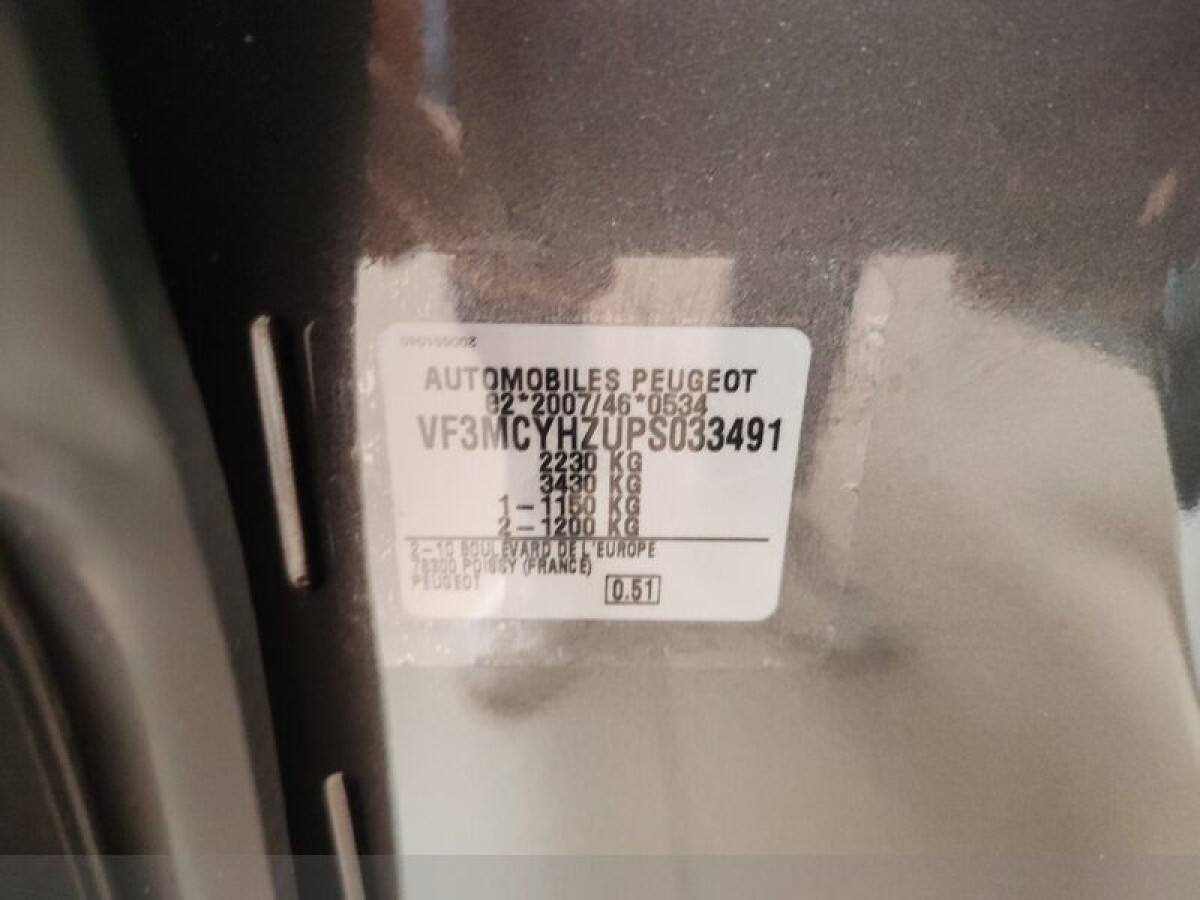 AUTOMOBILES PEUGEOT
e2*2007/46*0534
VF3MCYHZUPS033491
2230 KG
3430 KG
1-1150 KG
2-1200 KG
2-10 BOULEVARD DE L'EUROPE
78300 POISSY (FRANCE)
PEUGEOT
0.51